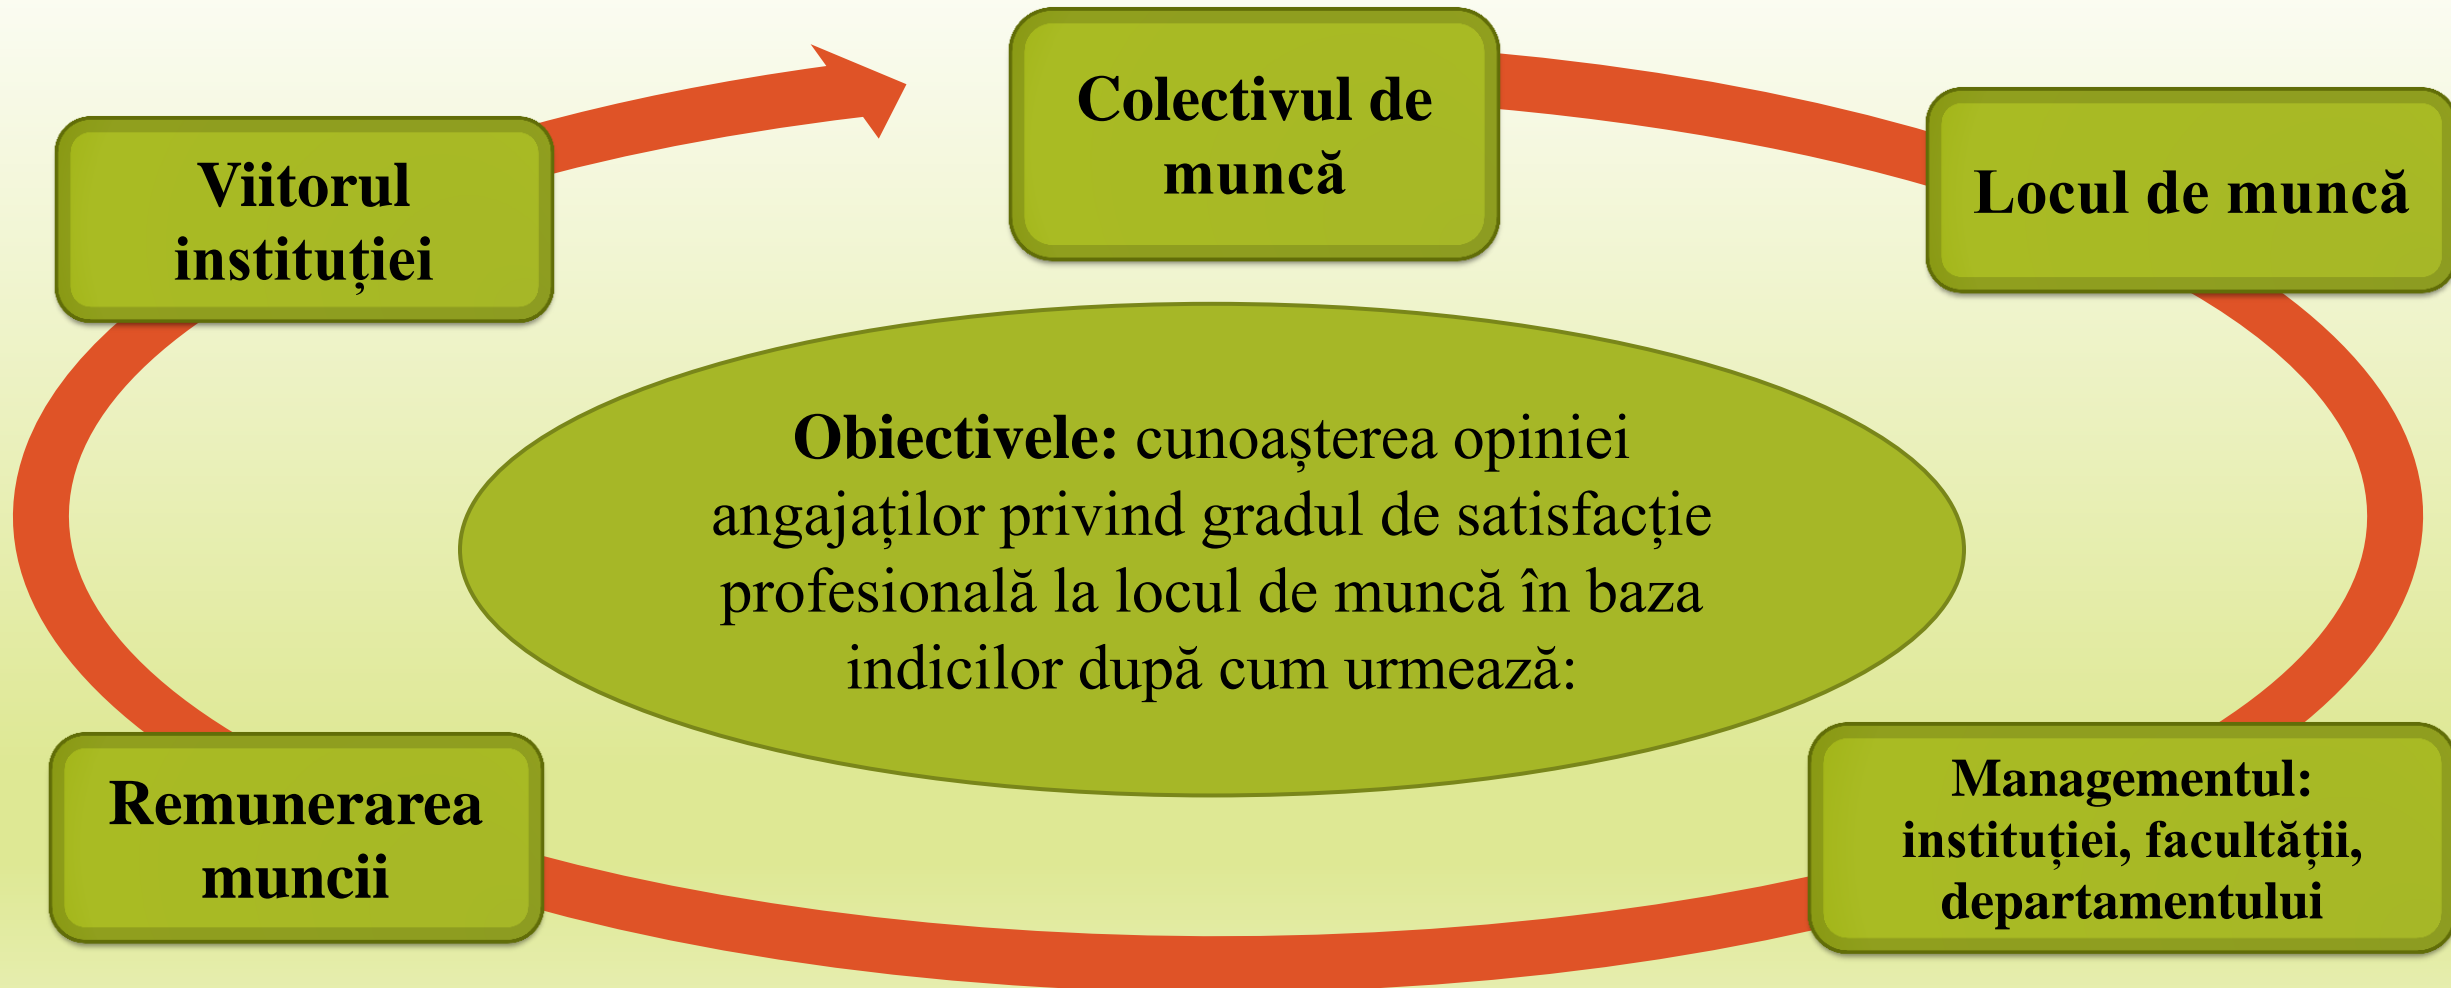 Colectivul de
muncă
Locul de muncă
Viitorul
instituției
Obiectivele: cunoașterea opiniei
angajaților privind gradul de satisfacție
profesională la locul de muncă în baza
indicilor după cum urmează:
Managementul:
instituției, facultății,
departamentului
Remunerarea
muncii